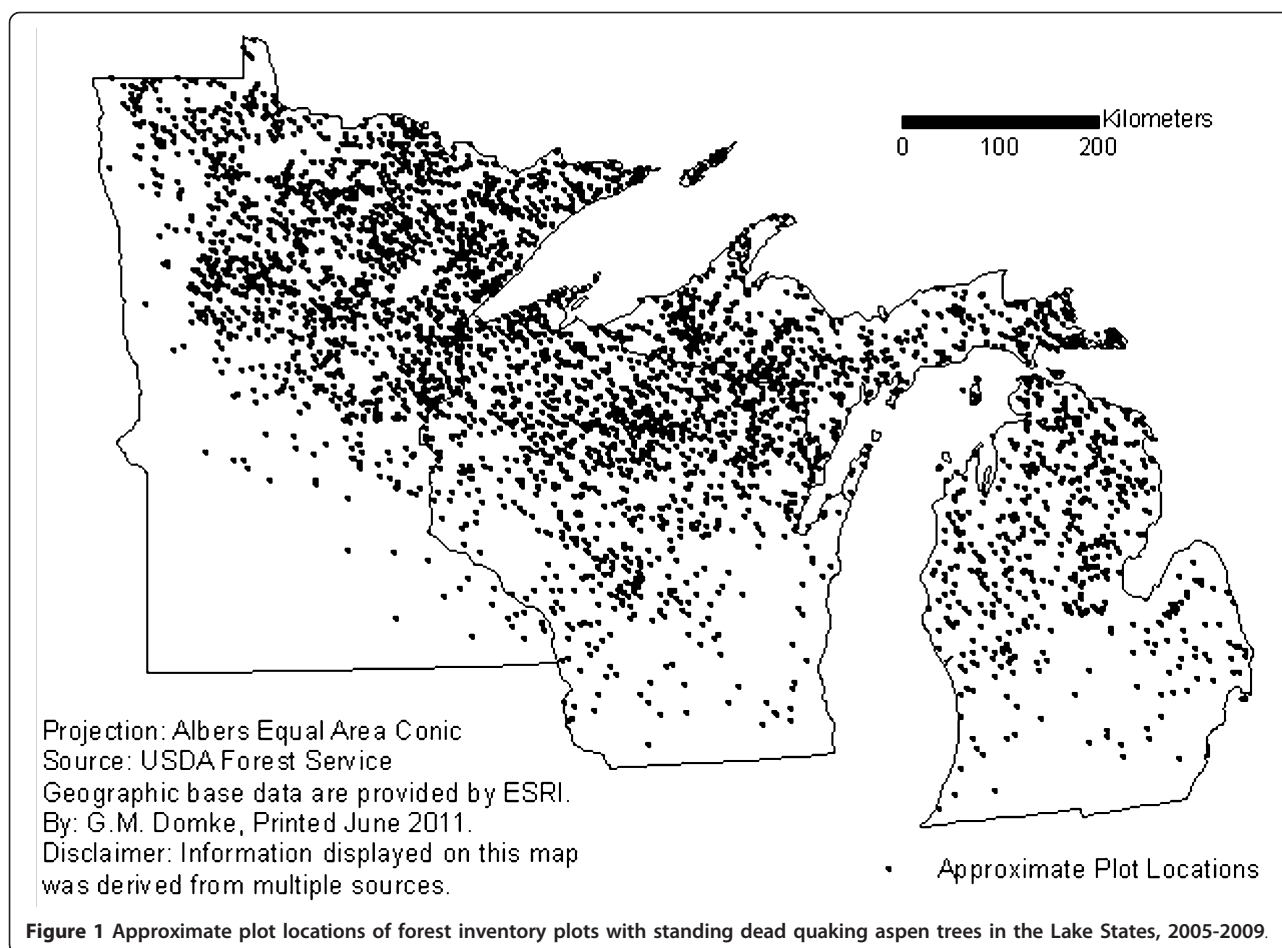 Kilometers
0 100 200
Projection: Albers Equal Area Conic
Source: USDA Forest Service
Geographic base data are provided by ESRI.
By: G.M. Domke, Printed June 2011.
Disclaimer: Information displayed on this map
was derived from multiple sources.
Approximate Plot Locations
Figure 1 Approximate plot locations of forest inventory plots with standing dead quaking aspen trees in the Lake States, 2005-2009.